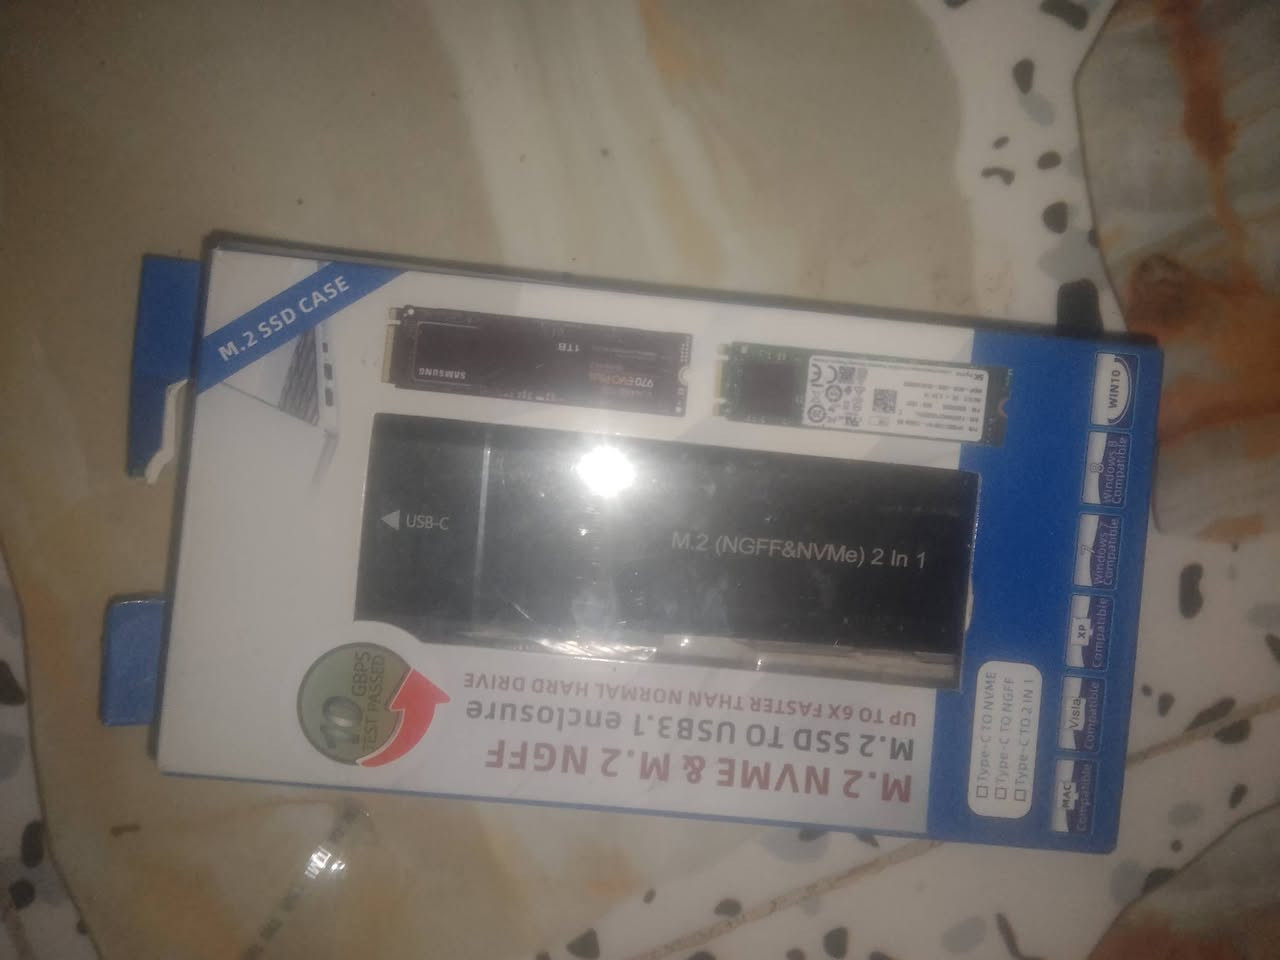 M.2 SSD CASE
SAMSUNG
1TB
970 EVO Plus
USB-C
M.2 (NGFF&NVMe) 2 In 1
10
GBPS
TEST PASSED
M.2 NVME & M.2 NGFF
M.2 SSD TO USB3.1 enclosure
UP TO 6X FASTER THAN NORMAL HARD DRIVE
Type-C TO NVME
Type-C TO NGFF
Type-C TO 2 IN 1
WIN10
8
Windows 8
Compatible
7
Windows 7
Compatible
XP
Compatible
Vista
Compatible
MAC
Compatible